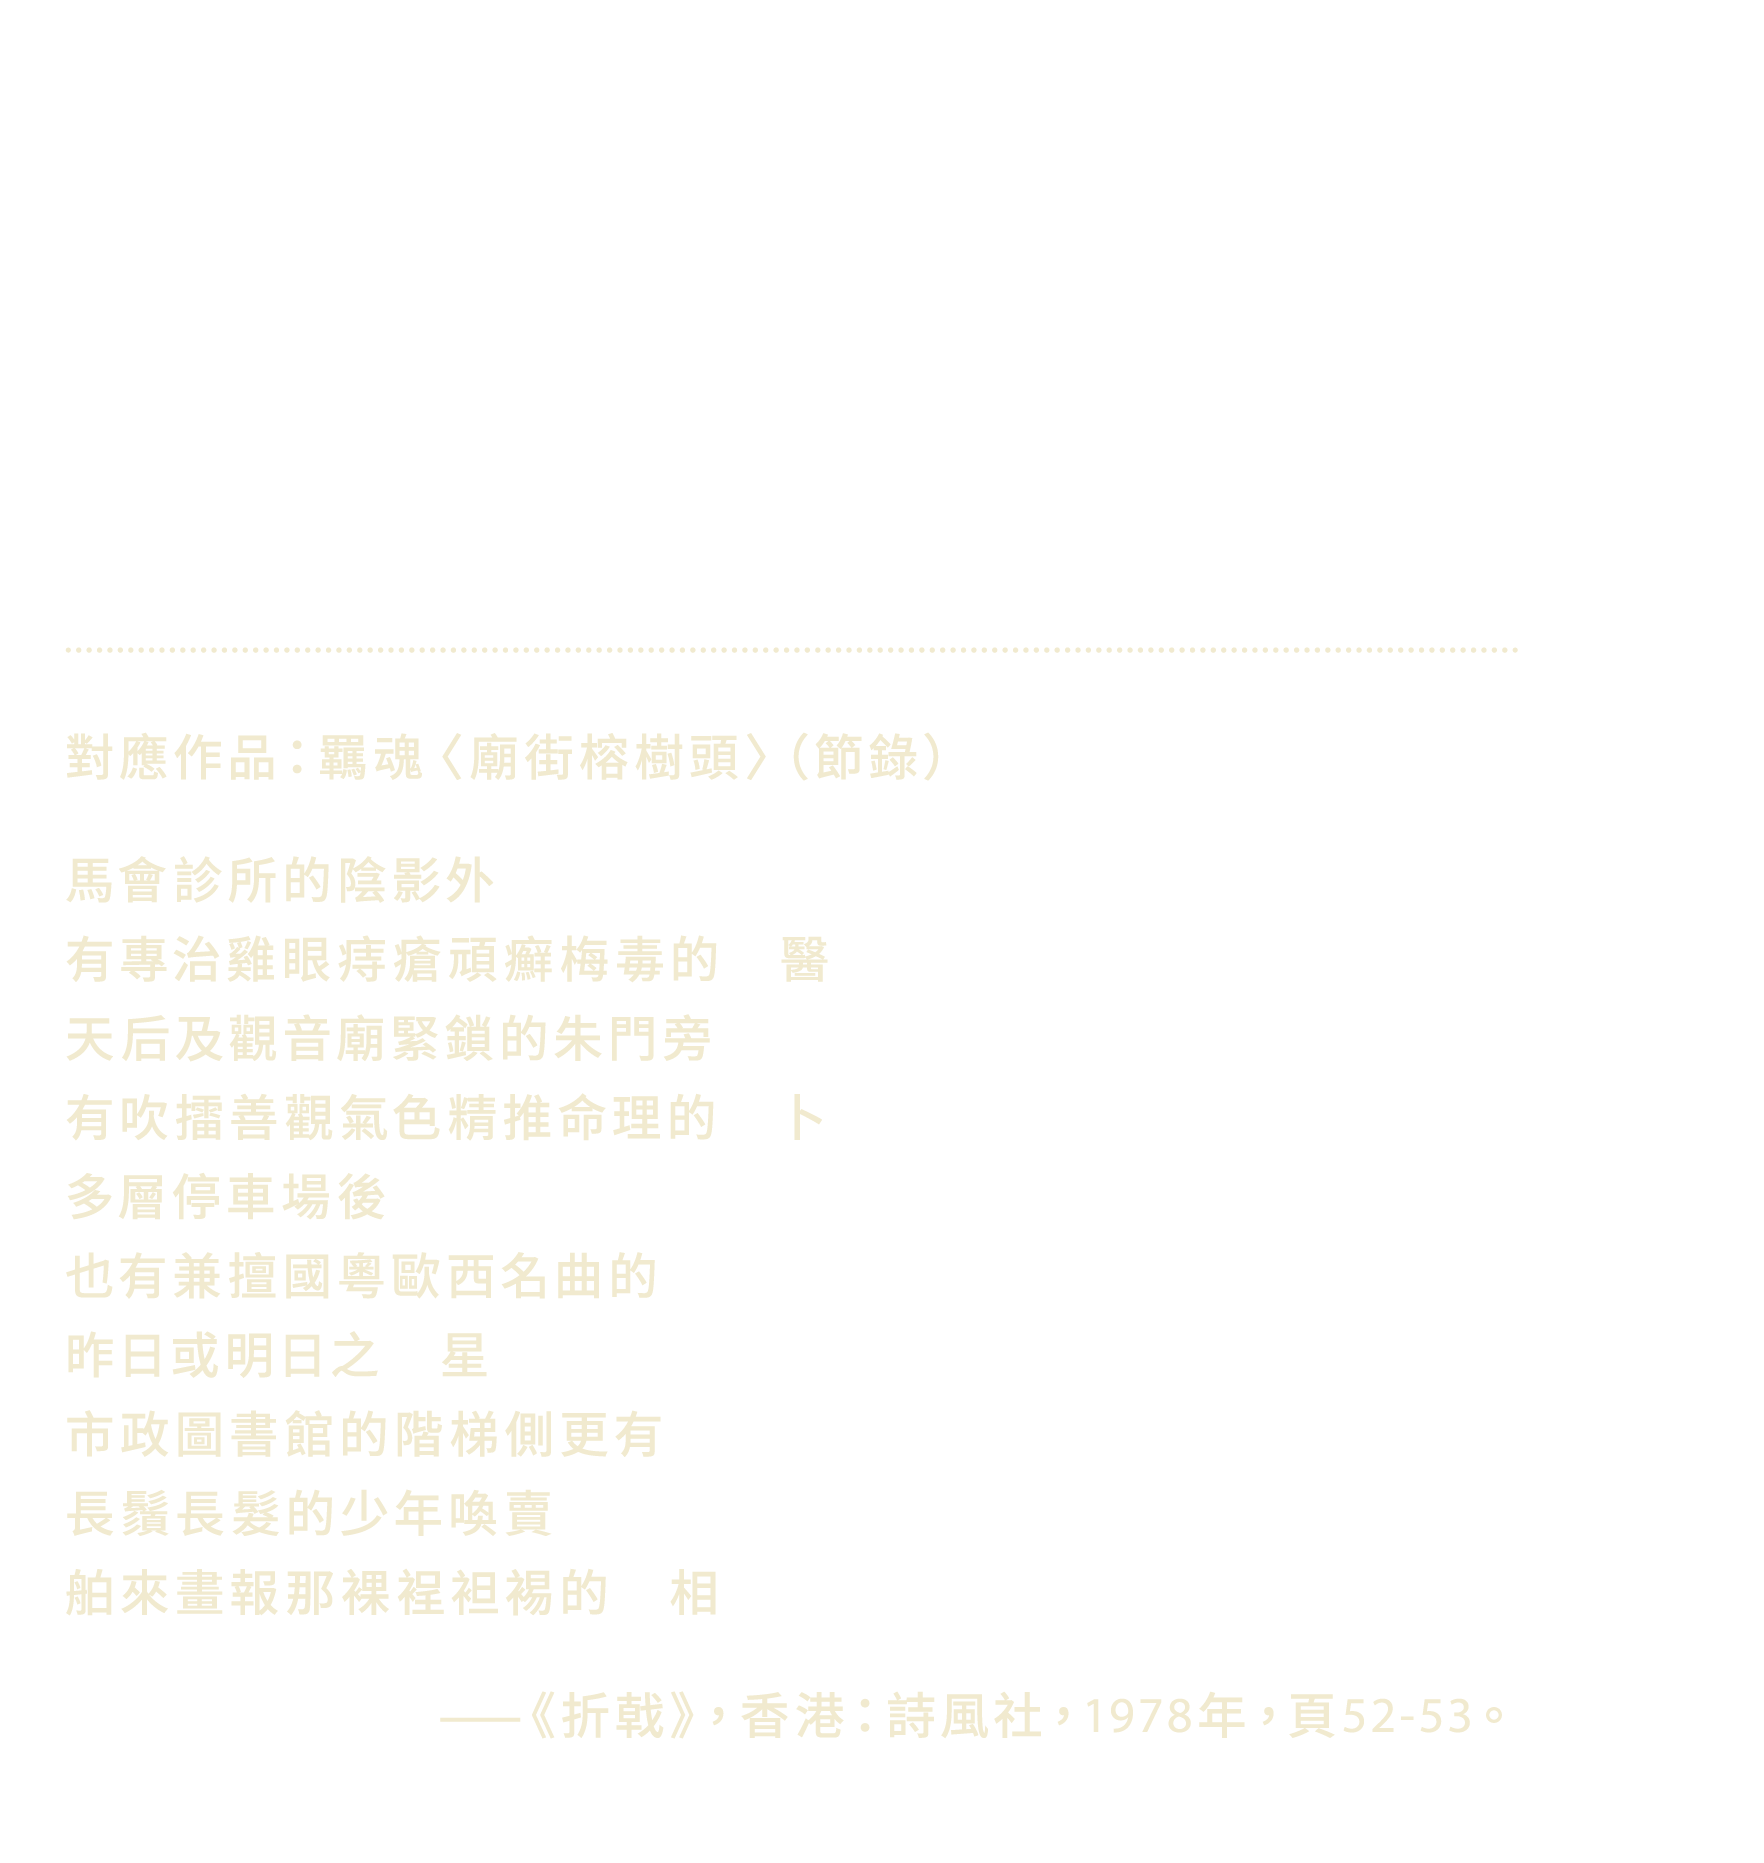 對應作品：羈魂〈廟街榕樹頭〉（節錄）
馬會診所的陰影外
有專治雞眼痔瘡頑癬梅毒的　醫
天后及觀音廟緊鎖的朱門旁
有吹擂善觀氣色精推命理的　卜
多層停車場後
也有兼擅國粵歐西名曲的
昨日或明日之　星
市政圖書館的階梯側更有
長鬚長髮的少年喚賣
舶來畫報那裸裎袒裼的　相
——《折戟》，香港：詩風社，1978年，頁52-53。